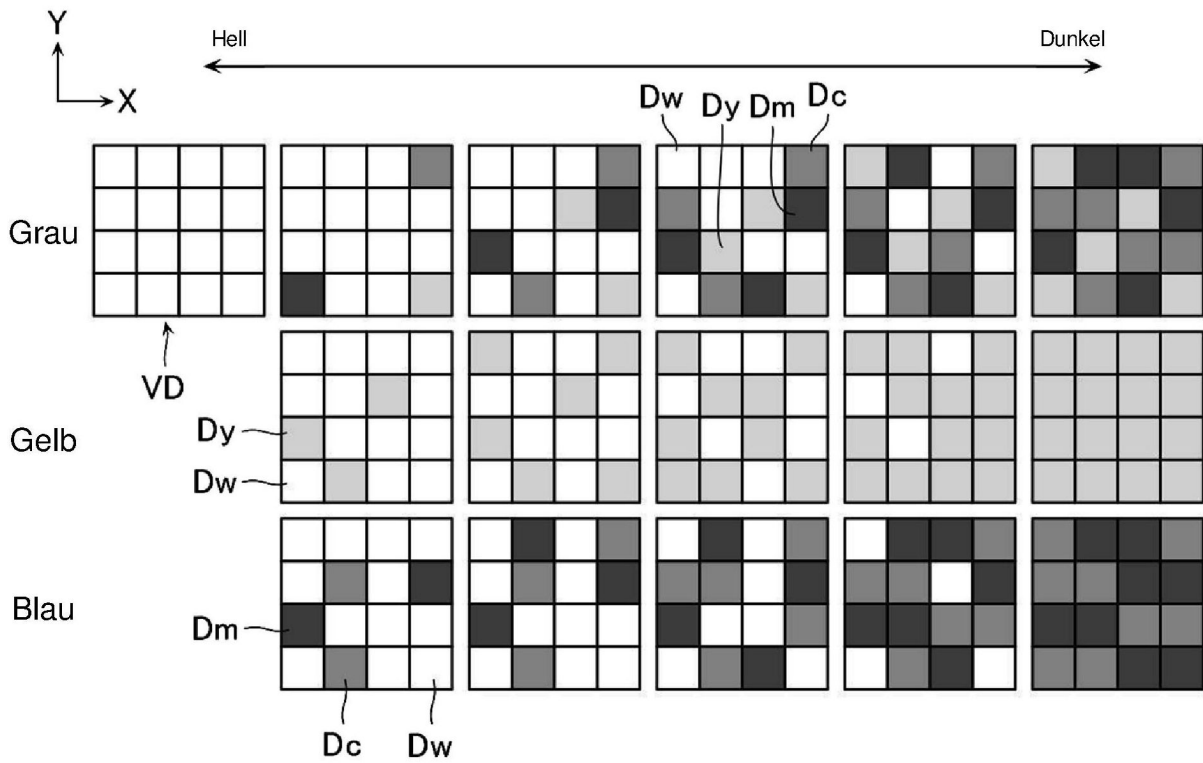 Y
Hell
Dunkel
X
Dw Dy Dm Dc
Grau
VD
Gelb
Dy
Dw
Blau
Dm
Dc Dw